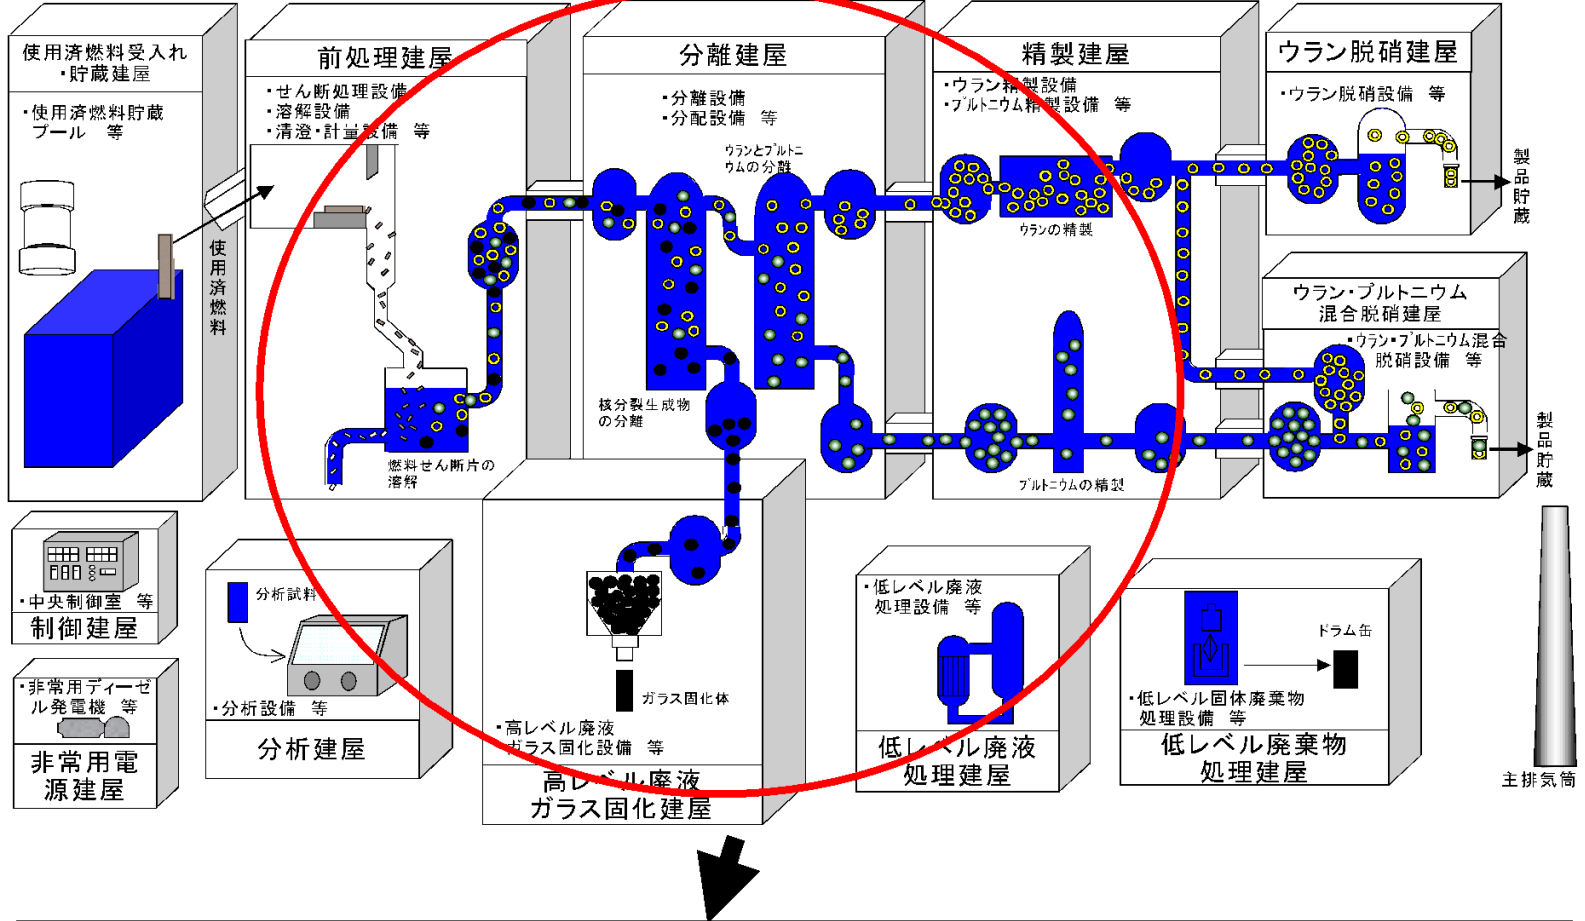 使用済燃料受入れ
・貯蔵建屋
・使用済燃料貯蔵
プール 等
使用済燃料
前処理建屋
・せん断処理設備
・溶解設備
・清澄・計量設備 等
燃料せん断片の
溶解
分離建屋
・分離設備
・分配設備 等
ウランとプルトニ
ウムの分離
核分裂生成物
の分離
精製建屋
・ウラン精製設備
・プルトニウム精製設備 等
ウランの精製
プルトニウムの精製
ウラン脱硝建屋
・ウラン脱硝設備 等
製品貯蔵
ウラン・プルトニウム
混合脱硝建屋
・ウラン・プルトニウム混合
脱硝設備 等
製品貯蔵
・中央制御室 等
制御建屋
・非常用ディーゼ
ル発電機 等
非常用電
源建屋
分析試料
・分析設備 等
分析建屋
ガラス固化体
・高レベル廃液
ガラス固化設備 等
高レベル廃液
ガラス固化建屋
・低レベル廃液
処理設備 等
低レベル廃液
処理建屋
ドラム缶
・低レベル固体廃棄物
処理設備 等
低レベル廃棄物
処理建屋
主排気筒